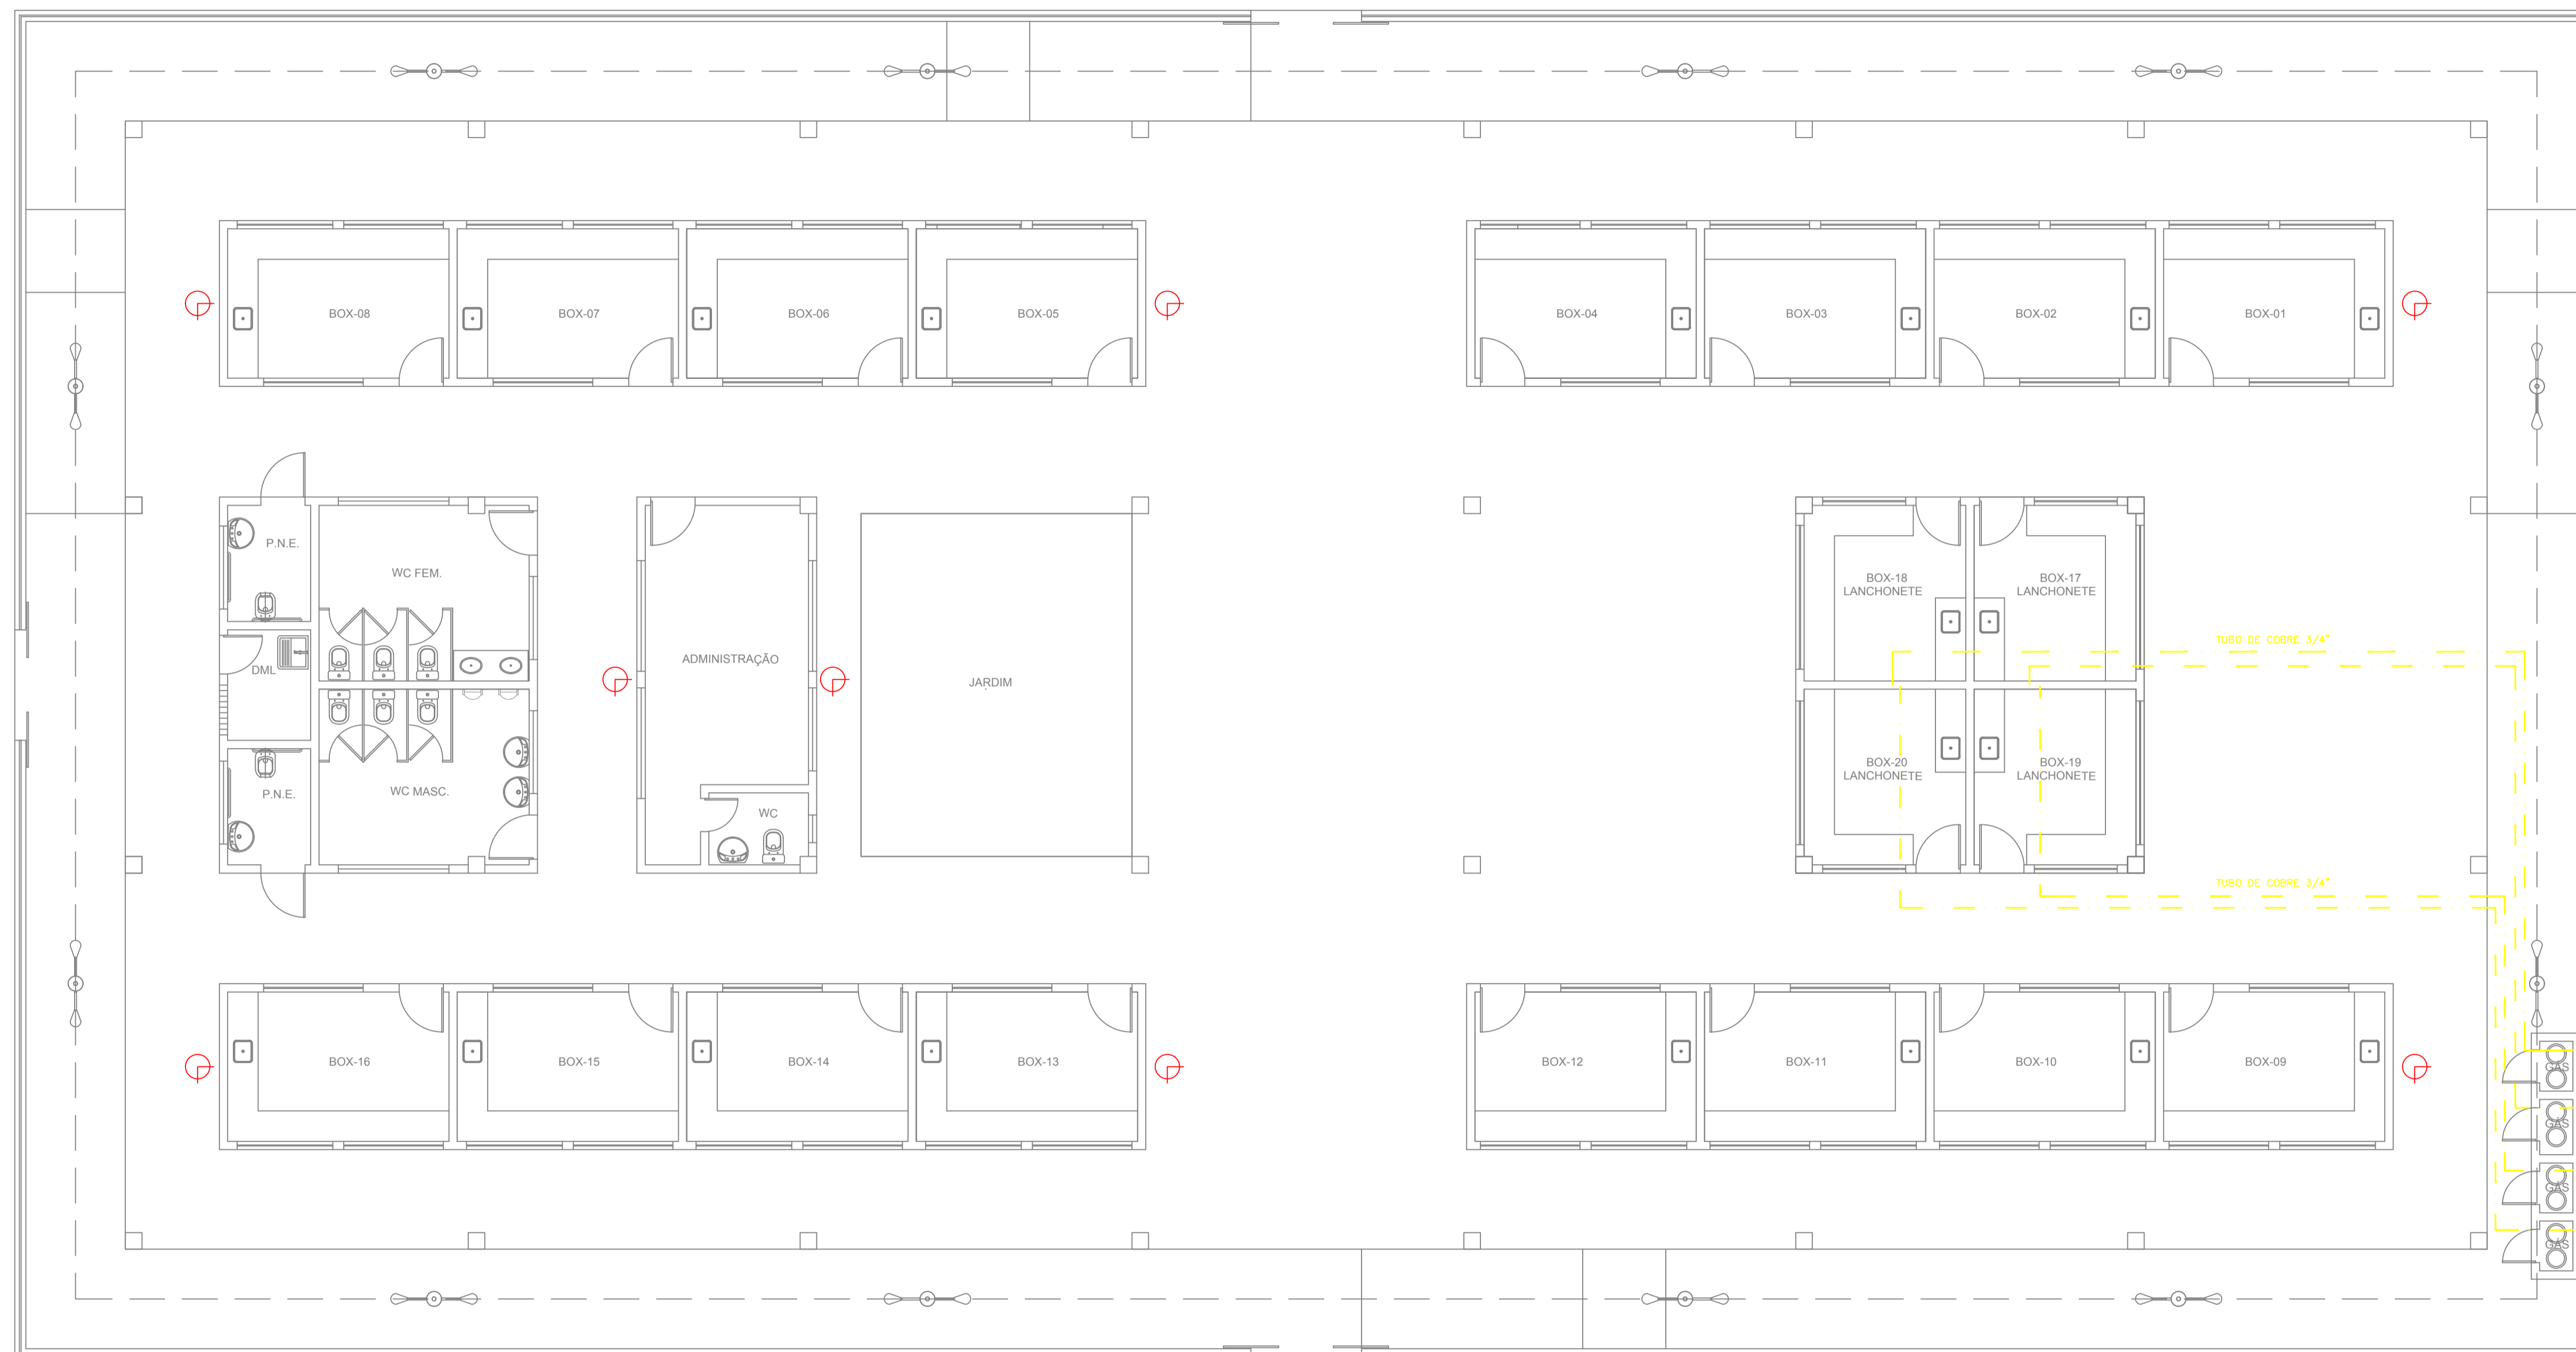 BOX-08
BOX-07
BOX-06
BOX-05
BOX-04
BOX-03
BOX-02
BOX-01
P.N.E.
WC FEM.
DML
P.N.E.
WC MASC.
ADMINISTRAÇÃO
WC
JARDIM
BOX-18
LANCHONETE
BOX-17
LANCHONETE
TUBO DE COBRE 3/4"
BOX-20
LANCHONETE
BOX-19
LANCHONETE
TUBO DE COBRE 3/4"
BOX-16
BOX-15
BOX-14
BOX-13
BOX-12
BOX-11
BOX-10
BOX-09
GÁS
GÁS
GÁS
GÁS